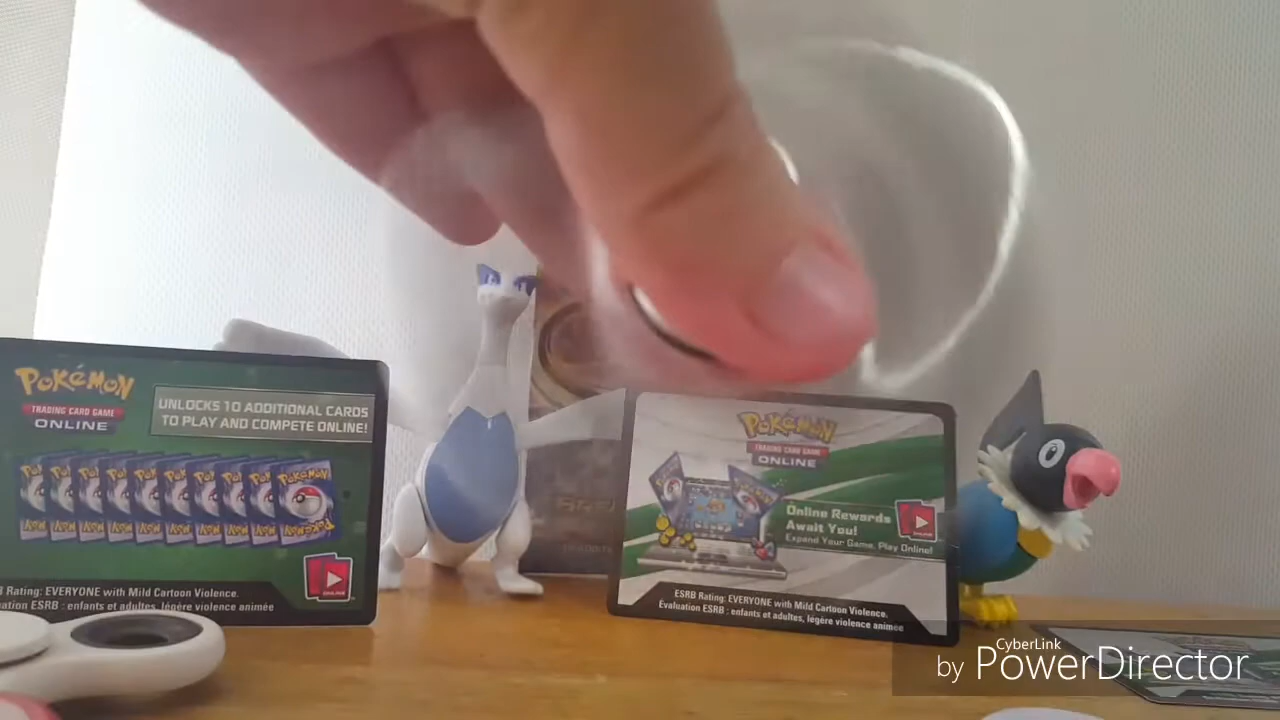 POKéMON
TRADING CARD GAME
ONLINE
UNLOCKS 10 ADDITIONAL CARDS
TO PLAY AND COMPETE ONLINE!
POKéMON
ONLINE
Rating: EVERYONE with Mild Cartoon Violence.
ESRB : enfants et adultes, légère violence animée
POKéMON
TRADING CARD GAME
ONLINE
Online Rewards
Await You!
Expand Your Game. Play Online!
ONLINE
ESRB Rating: EVERYONE with Mild Cartoon Violence.
Évaluation ESRB : enfants et adultes, légère violence animée
CyberLink
by PowerDirector